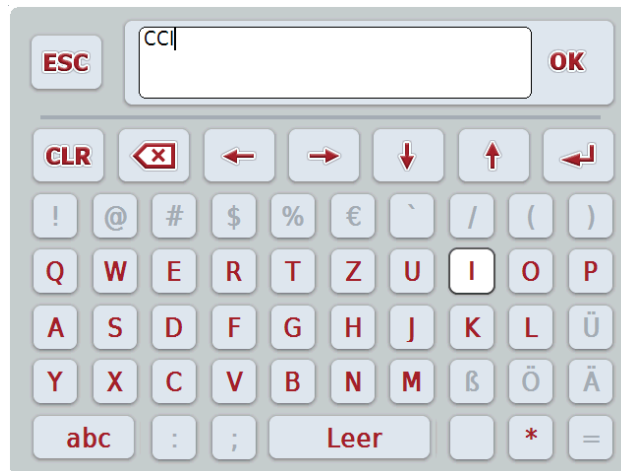 ESC CCI OK
CLR
! @ # $ % € ` / ( )
Q W E R T Z U I O P
A S D F G H J K L Ü
Y X C V B N M ß Ö Ä
abc : ; Leer * =